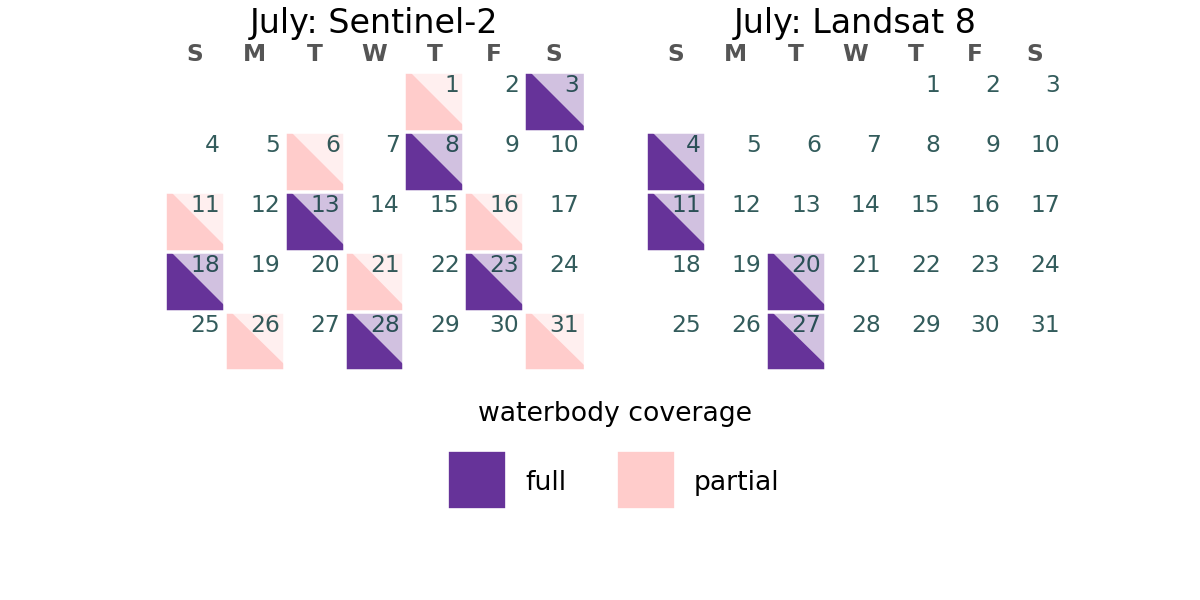 July: Sentinel-2
S M T W T F S
1 2 3
4 5 6 7 8 9 10
11 12 13 14 15 16 17
18 19 20 21 22 23 24
25 26 27 28 29 30 31
July: Landsat 8
S M T W T F S
1 2 3
4 5 6 7 8 9 10
11 12 13 14 15 16 17
18 19 20 21 22 23 24
25 26 27 28 29 30 31
waterbody coverage
full partial